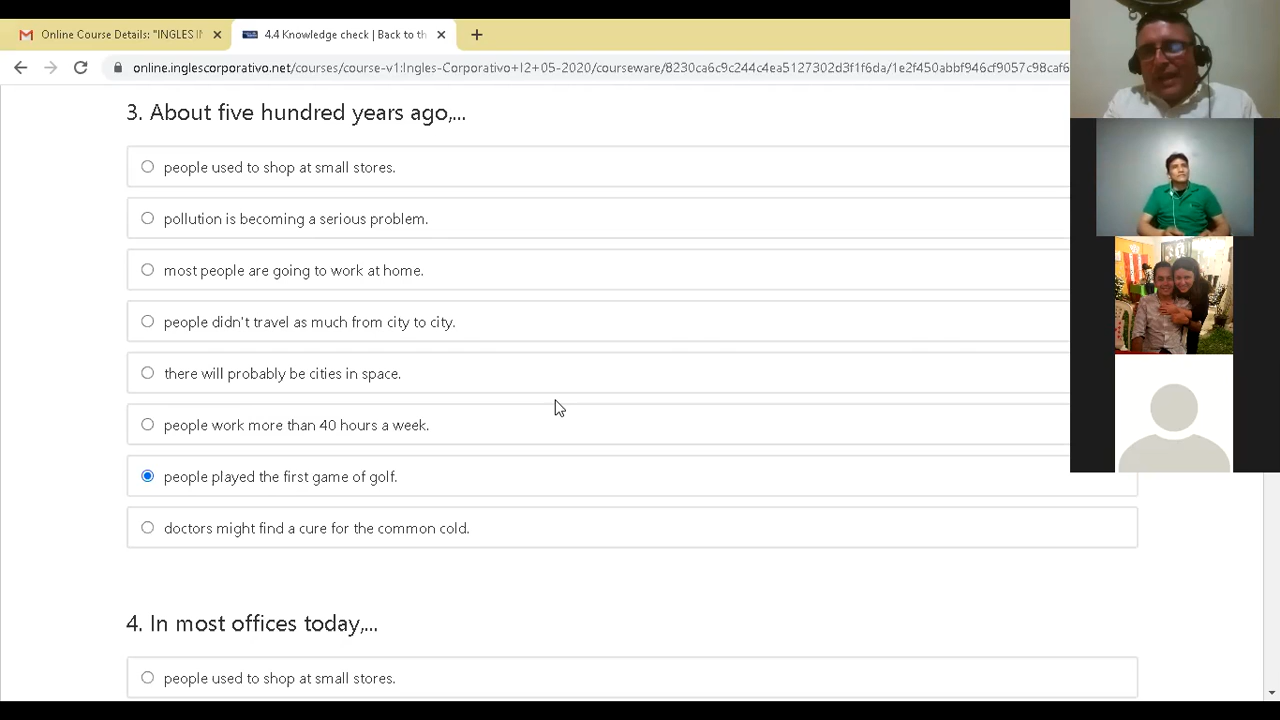 Online Course Details: "INGLES IN
4.4 Knowledge check | Back to th
online.inglescorporativo.net/courses/course-v1:Ingles-Corporativo+I2+05-2020/courseware/8230ca6c9c244c4ea5127302d3f1f6da/1e2f450abbf946cf9057c98caf6
3. About five hundred years ago,...
people used to shop at small stores.
pollution is becoming a serious problem.
most people are going to work at home.
people didn't travel as much from city to city.
there will probably be cities in space.
people work more than 40 hours a week.
people played the first game of golf.
doctors might find a cure for the common cold.
4. In most offices today,...
people used to shop at small stores.